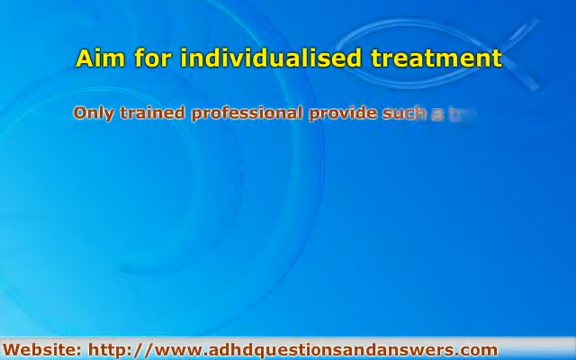 Aim for individualised treatment
Only trained professional provide such a
Website: http://www.adhdquestionsandanswers.com